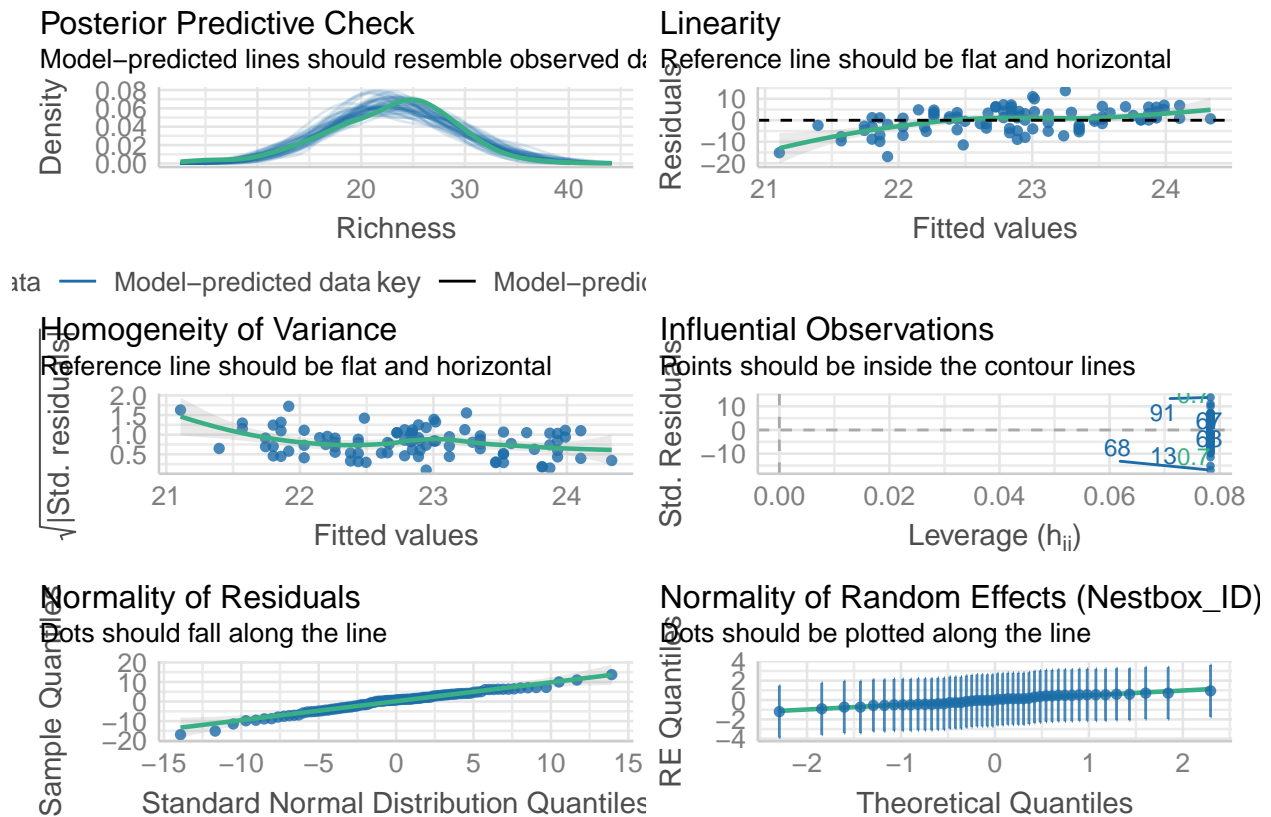 Posterior Predictive Check
Model−predicted lines should resemble observed da
Density
0.08
0.06
0.04
0.02
0.00
10 20 30 40
Richness
ata Model−predicted data key Model−predic
Linearity
Reference line should be flat and horizontal
Residuals
10
0
−10
−20
21 22 23 24
Fitted values
Homogeneity of Variance
Reference line should be flat and horizontal
√|Std. residuals|
2.0
1.5
1.0
0.5
21 22 23 24
Fitted values
Influential Observations
Points should be inside the contour lines
Std. Residuals
10
0
−10
0.7
91
67
63
68
13
0.7
0.00 0.02 0.04 0.06 0.08
Leverage (hii)
Normality of Residuals
Dots should fall along the line
Sample Quantiles
20
10
0
−10
−20
−15 −10 −5 0 5 10 15
Standard Normal Distribution Quantiles
Normality of Random Effects (Nestbox_ID)
Dots should be plotted along the line
RE Quantiles
4
2
0
−2
−4
−2 −1 0 1 2
Theoretical Quantiles